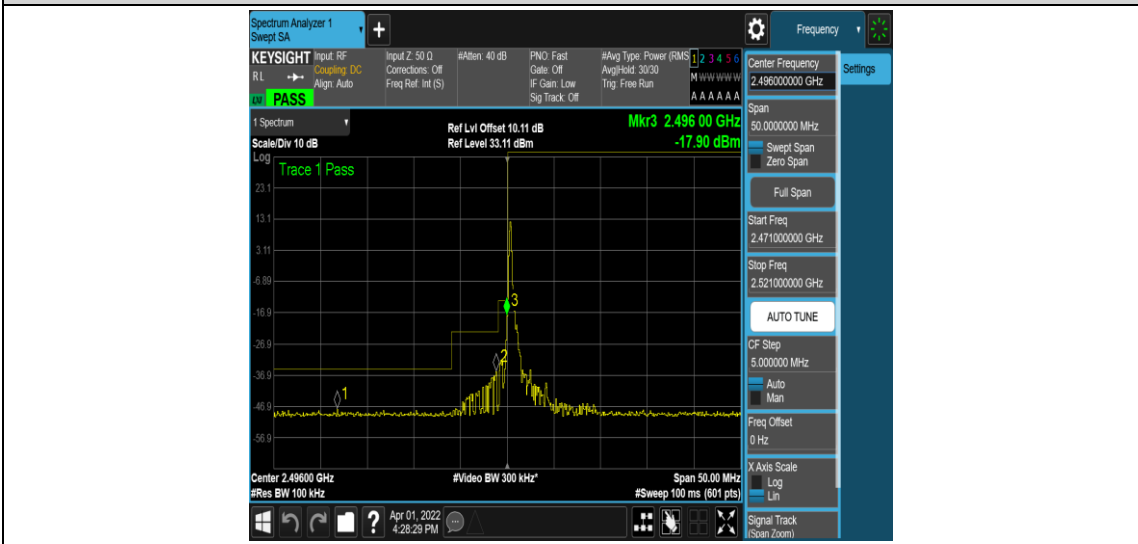 Spectrum Analyzer 1
Swept SA
+
Frequency
KEYSIGHT
R L
LXI PASS
Input: RF
Coupling: DC
Align: Auto
Input Z: 50 Ω
Corrections: Off
Freq Ref: Int (S)
#Atten: 40 dB
PNO: Fast
Gate: Off
IF Gain: Low
Sig Track: Off
#Avg Type: Power (RMS
Avg|Hold: 30/30
Trig: Free Run
1 2 3 4 5 6
M W W W W W
A A A A A A
Center Frequency
2.496000000 GHz
Settings
Span
50.0000000 MHz
Swept Span
Zero Span
Full Span
Start Freq
2.471000000 GHz
Stop Freq
2.521000000 GHz
AUTO TUNE
CF Step
5.000000 MHz
Auto
Man
Freq Offset
0 Hz
X Axis Scale
Log
Lin
Signal Track
(Span Zoom)
1 Spectrum
Scale/Div 10 dB
Ref Lvl Offset 10.11 dB
Ref Level 33.11 dBm
Mkr3 2.496 00 GHz
-17.90 dBm
Log
Trace 1 Pass
23.1
13.1
3.11
-6.89
-16.9
-26.9
-36.9
-46.9
-56.9
3
2
1
Center 2.49600 GHz
#Res BW 100 kHz
#Video BW 300 kHz*
Span 50.00 MHz
#Sweep 100 ms (601 pts)
?
Apr 01, 2022
4:28:29 PM